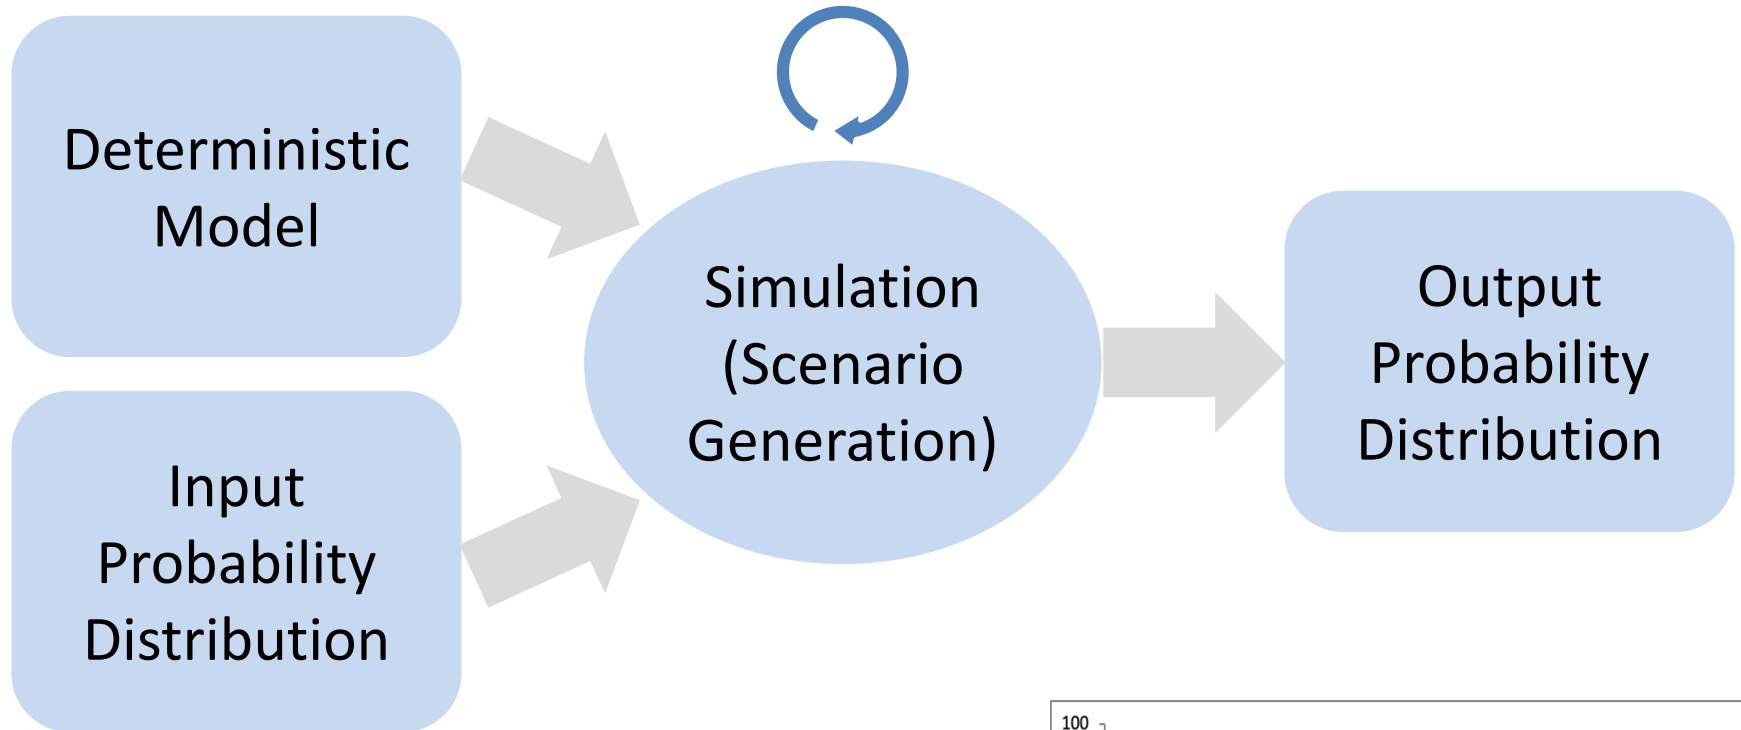 Deterministic
Model
Input
Probability
Distribution
Simulation
(Scenario
Generation)
Output
Probability
Distribution
100